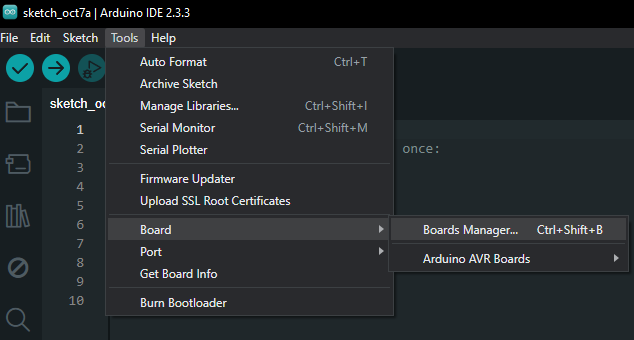 sketch_oct7a | Arduino IDE 2.3.3
File Edit Sketch Tools Help
Auto Format Ctrl+T
Archive Sketch
sketch_oc
Manage Libraries... Ctrl+Shift+I
Serial Monitor Ctrl+Shift+M
Serial Plotter
Firmware Updater
Upload SSL Root Certificates
Board
Port
Get Board Info
Burn Bootloader
Boards Manager... Ctrl+Shift+B
Arduino AVR Boards
1
2 once:
3
4
5
6
7
8
9
10